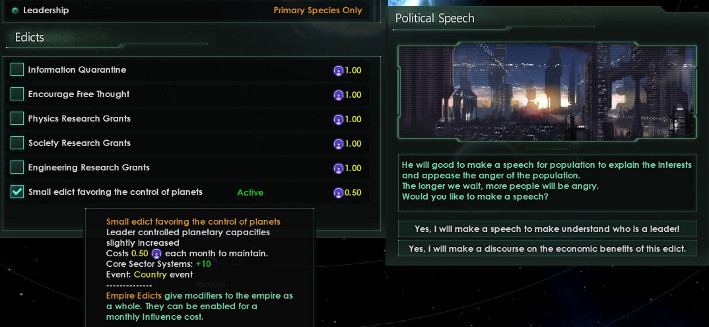 Leadership Primary Species Only
Edicts
Information Quarantine 1.00
Encourage Free Thought 1.00
Physics Research Grants 1.00
Society Research Grants 1.00
Engineering Research Grants 1.00
Small edict favoring the control of planets Active 0.50
Small edict favoring the control of planets
Leader controlled planetary capacities
slightly increased
Costs 0.50 each month to maintain.
Core Sector Systems: +10
Event: Country event
--------------
Empire Edicts give modifiers to the empire as
a whole. They can be enabled for a
monthly Influence cost.
Political Speech
He will good to make a speech for population to explain the interests
and appease the anger of the population.
The longer we wait, more people will be angry.
Would you like to make a speech?
Yes, i will make a speech to make understand who is a leader!
Yes, i will make a discourse on the economic benefits of this edict.